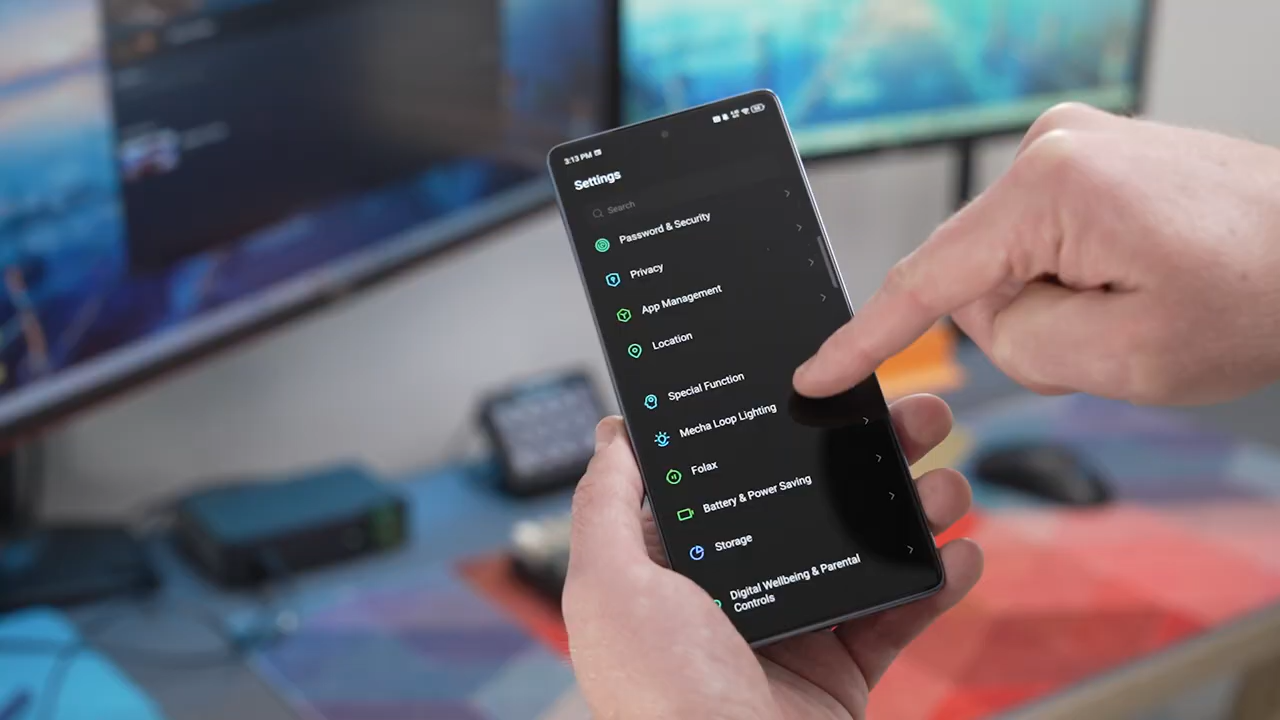 3:13 PM
Settings
Search
Password & Security
Privacy
App Management
Location
Special Function
Mecha Loop Lighting
Folax
Battery & Power Saving
Storage
Digital Wellbeing & Parental
Controls